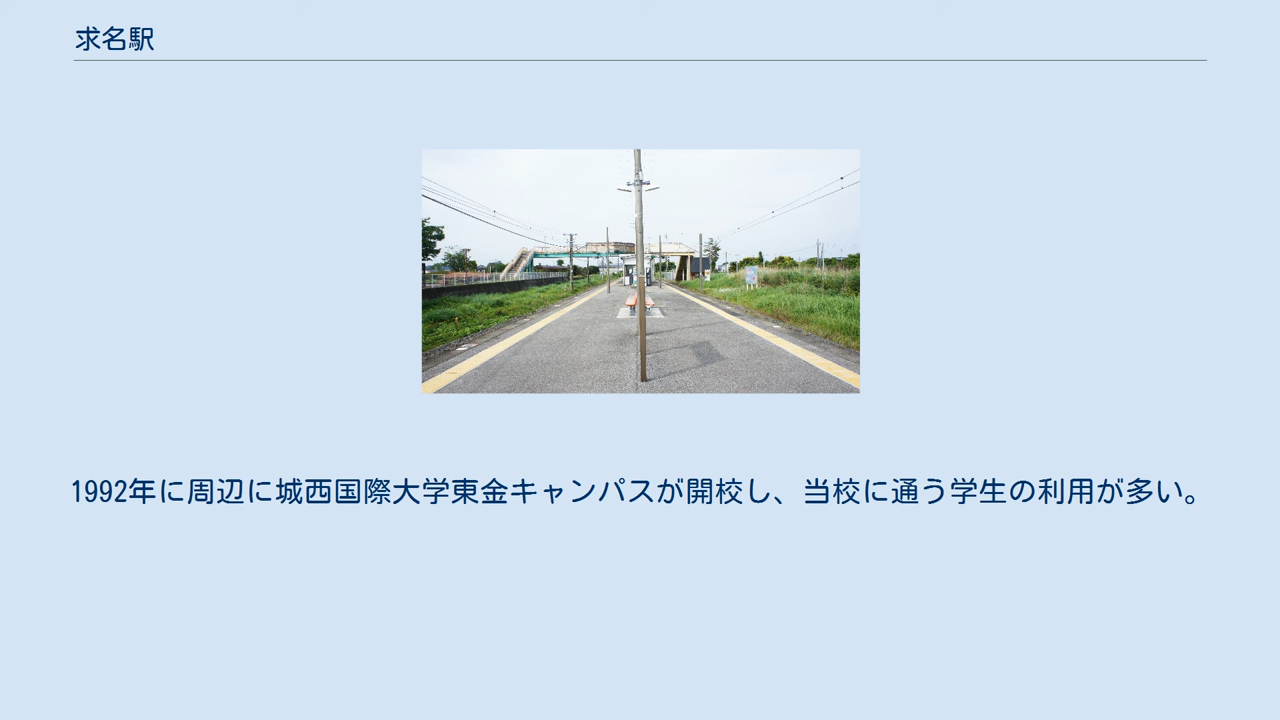 求名駅
1992年に周辺に城西国際大学東金キャンパスが開校し、当校に通う学生の利用が多い。